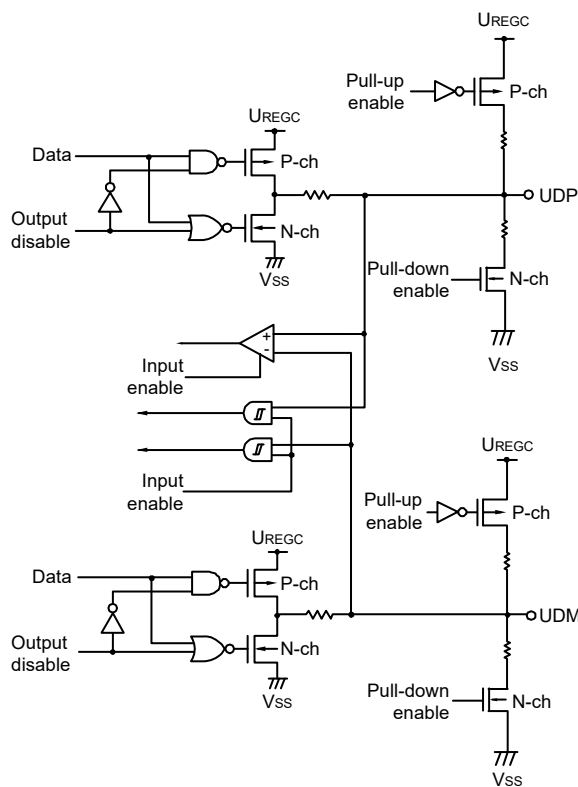 UREGC
Pull-up
enable
P-ch
UREGC
Data
P-ch
UDP
Output
disable
N-ch
VSS
Pull-down
enable
N-ch
VSS
+
-
Input
enable
Input
enable
UREGC
Pull-up
enable
P-ch
UREGC
Data
P-ch
UDM
Output
disable
N-ch
VSS
Pull-down
enable
N-ch
VSS